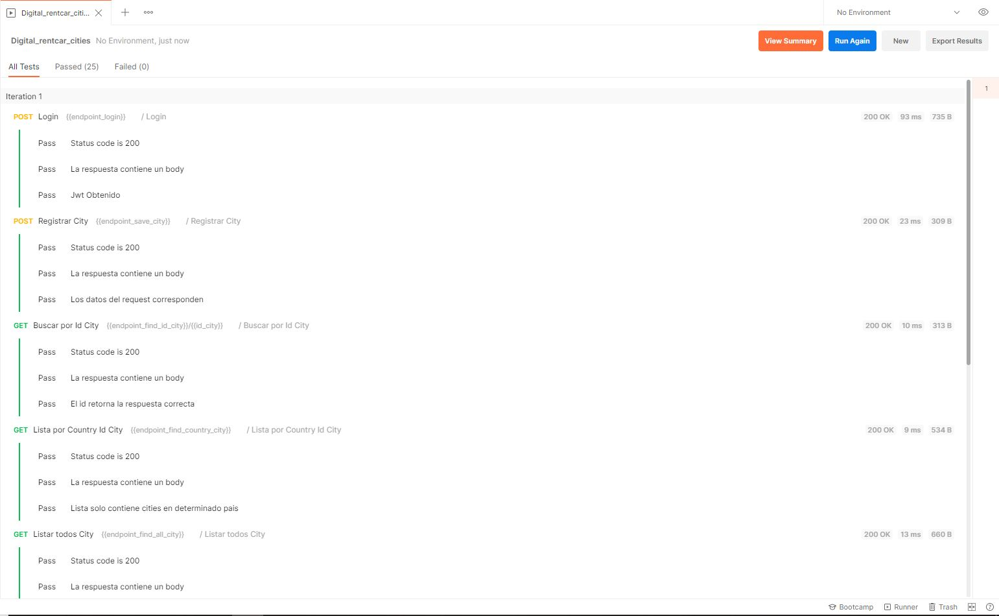 Digital_rentcar_citi... No Environment
Digital_rentcar_cities No Environment, just now View Summary Run Again New Export Results
All Tests Passed (25) Failed (0)
1
Iteration 1
POST Login {{endpoint_login}} / Login 200 OK 93 ms 735 B
Pass Status code is 200
Pass La respuesta contiene un body
Pass Jwt Obtenido
POST Registrar City {{endpoint_save_city}} / Registrar City 200 OK 23 ms 309 B
Pass Status code is 200
Pass La respuesta contiene un body
Pass Los datos del request corresponden
GET Buscar por Id City {{endpoint_find_id_city}}/{{id_city}} / Buscar por Id City 200 OK 10 ms 313 B
Pass Status code is 200
Pass La respuesta contiene un body
Pass El id retorna la respuesta correcta
GET Lista por Country Id City {{endpoint_find_country_city}} / Lista por Country Id City 200 OK 9 ms 534 B
Pass Status code is 200
Pass La respuesta contiene un body
Pass Lista solo contiene cities en determinado pais
GET Listar todos City {{endpoint_find_all_city}} / Listar todos City 200 OK 13 ms 660 B
Pass Status code is 200
Pass La respuesta contiene un body
Bootcamp Runner Trash